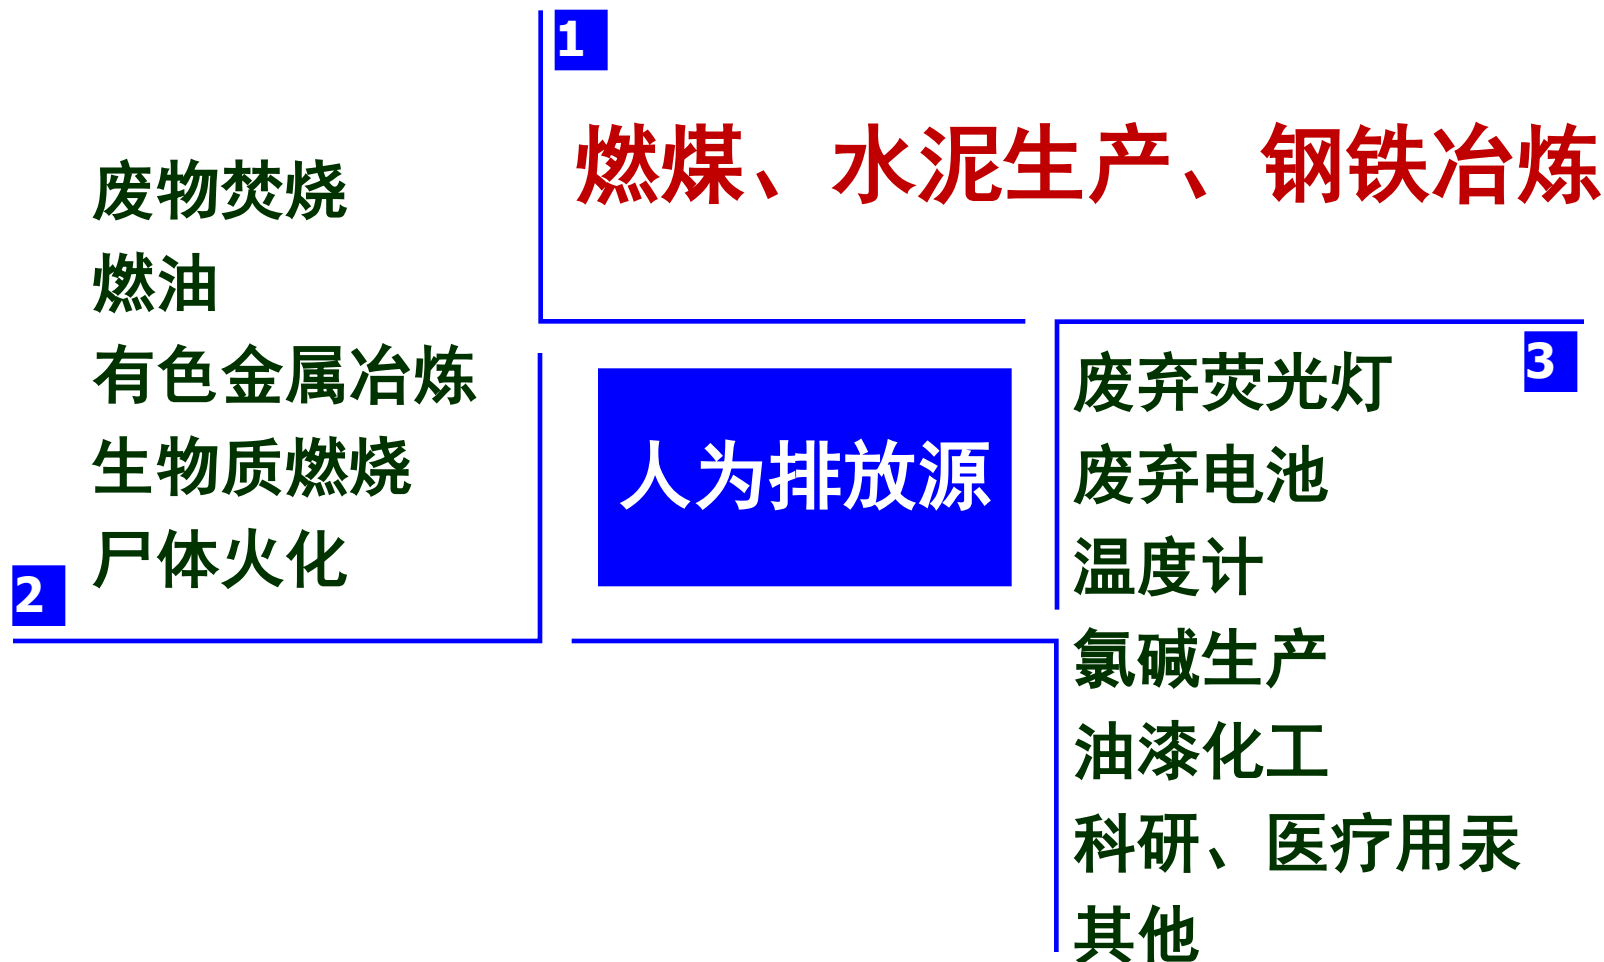 1
燃煤、水泥生产、钢铁冶炼
废物焚烧
燃油
有色金属冶炼
生物质燃烧
尸体火化
2
人为排放源
3
废弃荧光灯
废弃电池
温度计
氯碱生产
油漆化工
科研、医疗用汞
其他